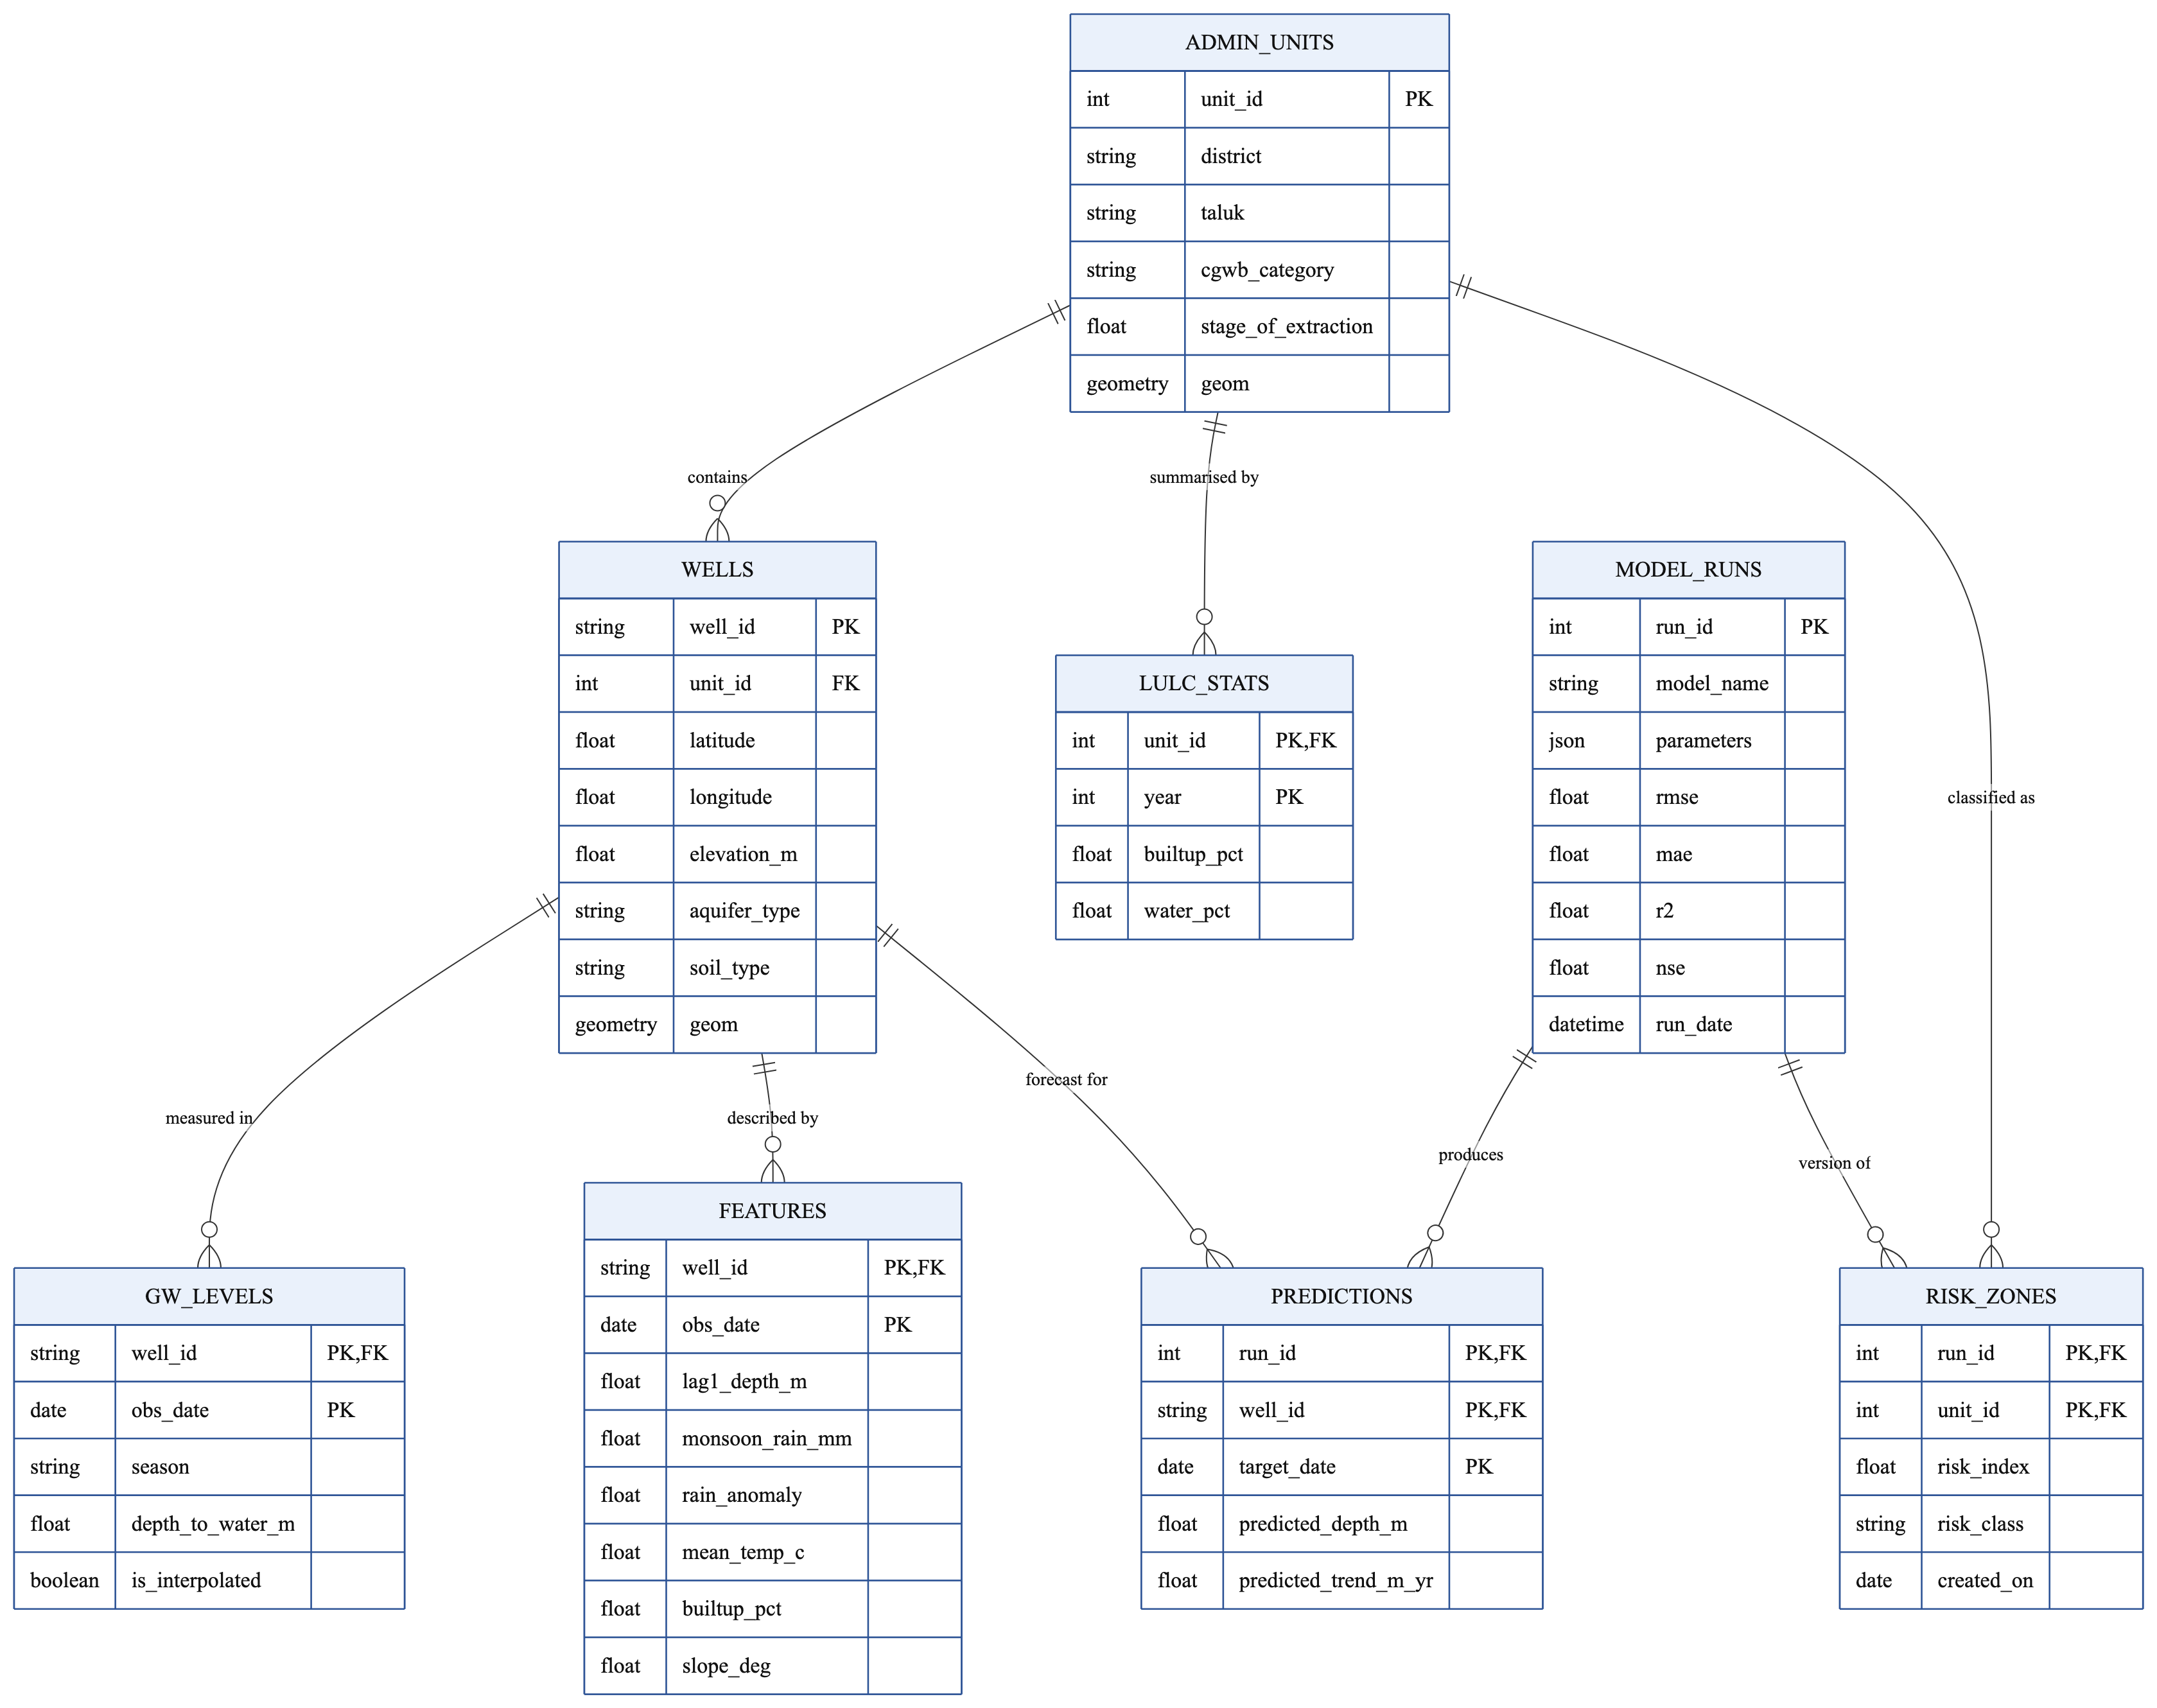 ADMIN_UNITS
int unit_id PK
string district
string taluk
string cgwb_category
float stage_of_extraction
geometry geom
contains
summarised by
classified as
WELLS
string well_id PK
int unit_id FK
float latitude
float longitude
float elevation_m
string aquifer_type
string soil_type
geometry geom
LULC_STATS
int unit_id PK,FK
int year PK
float builtup_pct
float water_pct
MODEL_RUNS
int run_id PK
string model_name
json parameters
float rmse
float mae
float r2
float nse
datetime run_date
measured in
described by
forecast for
produces
version of
GW_LEVELS
string well_id PK,FK
date obs_date PK
string season
float depth_to_water_m
boolean is_interpolated
FEATURES
string well_id PK,FK
date obs_date PK
float lag1_depth_m
float monsoon_rain_mm
float rain_anomaly
float mean_temp_c
float builtup_pct
float slope_deg
PREDICTIONS
int run_id PK,FK
string well_id PK,FK
date target_date PK
float predicted_depth_m
float predicted_trend_m_yr
RISK_ZONES
int run_id PK,FK
int unit_id PK,FK
float risk_index
string risk_class
date created_on